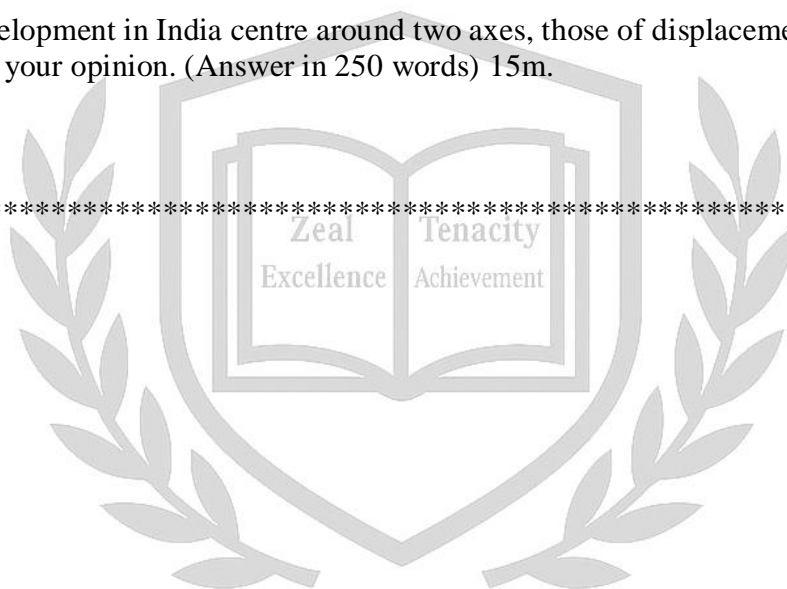 elopment in India centre around two axes, those of displaceme
your opinion. (Answer in 250 words) 15m.
**************************************************
Zeal Tenacity
Excellence Achievement